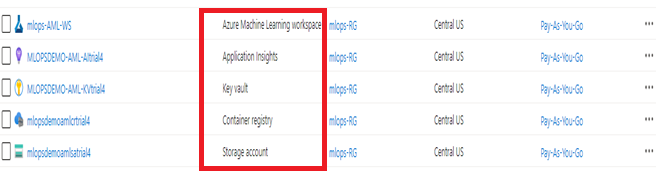 mlops-AML-WS Azure Machine Learning workspace mlops-RG Central US Pay-As-You-Go
MLOPSDEMO-AML-AItrial4 Application Insights mlops-RG Central US Pay-As-You-Go
MLOPSDEMO-AML-KVtrial4 Key vault mlops-RG Central US Pay-As-You-Go
mlopsdemoamlcrtrial4 Container registry mlops-RG Central US Pay-As-You-Go
mlopsdemoamlsatrial4 Storage account mlops-RG Central US Pay-As-You-Go